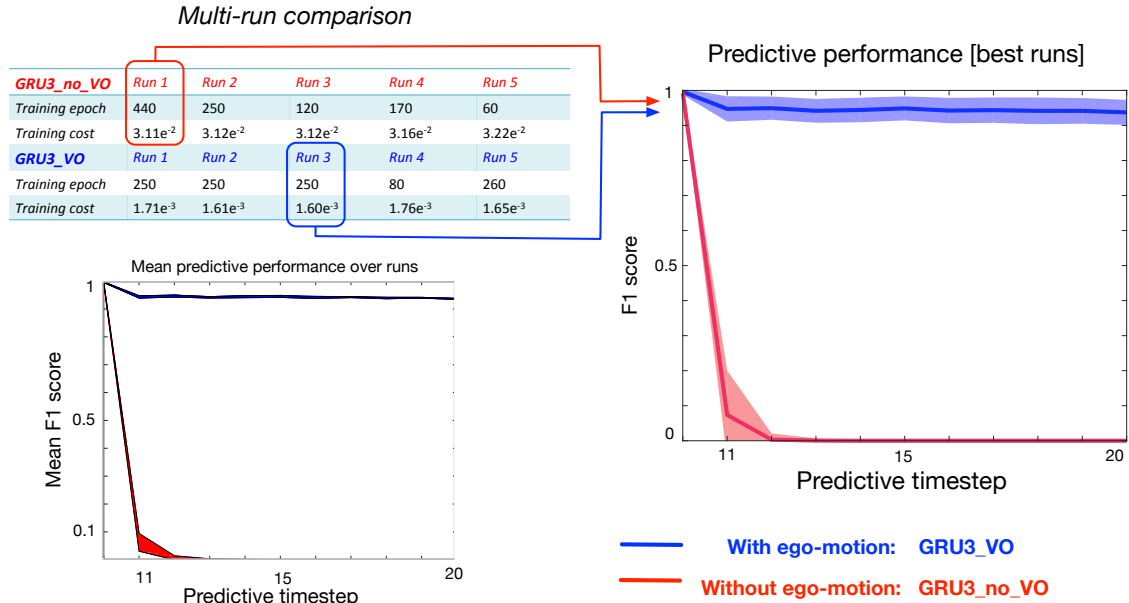 Multi-run comparison
GRU3_no_VO Run 1 Run 2 Run 3 Run 4 Run 5
Training epoch 440 250 120 170 60
Training cost 3.11e-2 3.12e-2 3.12e-2 3.16e-2 3.22e-2
GRU3_VO Run 1 Run 2 Run 3 Run 4 Run 5
Training epoch 250 250 250 80 260
Training cost 1.71e-3 1.61e-3 1.60e-3 1.76e-3 1.65e-3
Mean predictive performance over runs
1
0.5
0.1
Mean F1 score
11 15 20
Predictive timestep
Predictive performance [best runs]
1
0.5
0
F1 score
11 15 20
Predictive timestep
With ego-motion: GRU3_VO
Without ego-motion: GRU3_no_VO